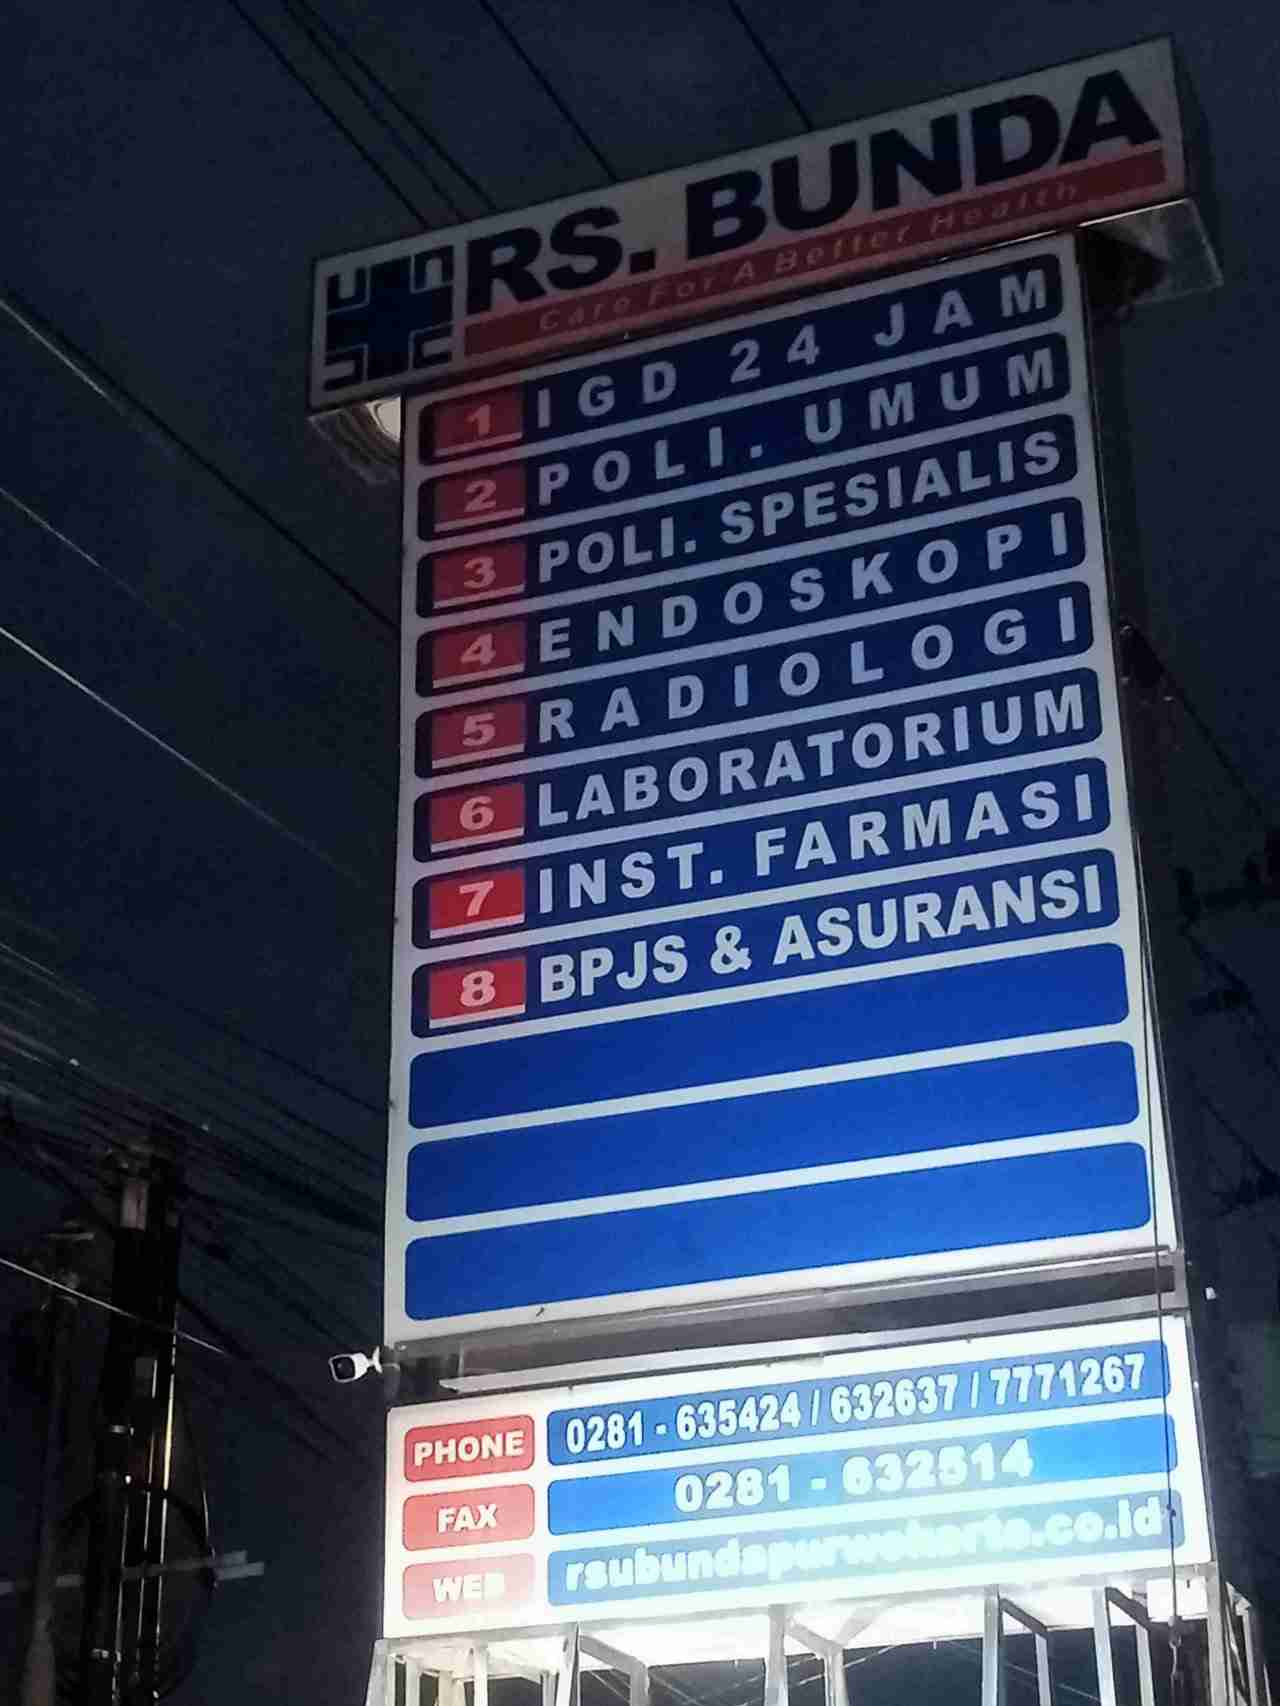 RS. BUNDA
Care For A Better Health
1 IGD 24 JAM
2 POLI. UMUM
3 POLI. SPESIALIS
4 ENDOSKOPI
5 RADIOLOGI
6 LABORATORIUM
7 INST. FARMASI
8 BPJS & ASURANSI
PHONE 0281 - 635424 / 632637 / 7771267
FAX 0281 - 632514
WEB rsubundapurwokerto.co.id